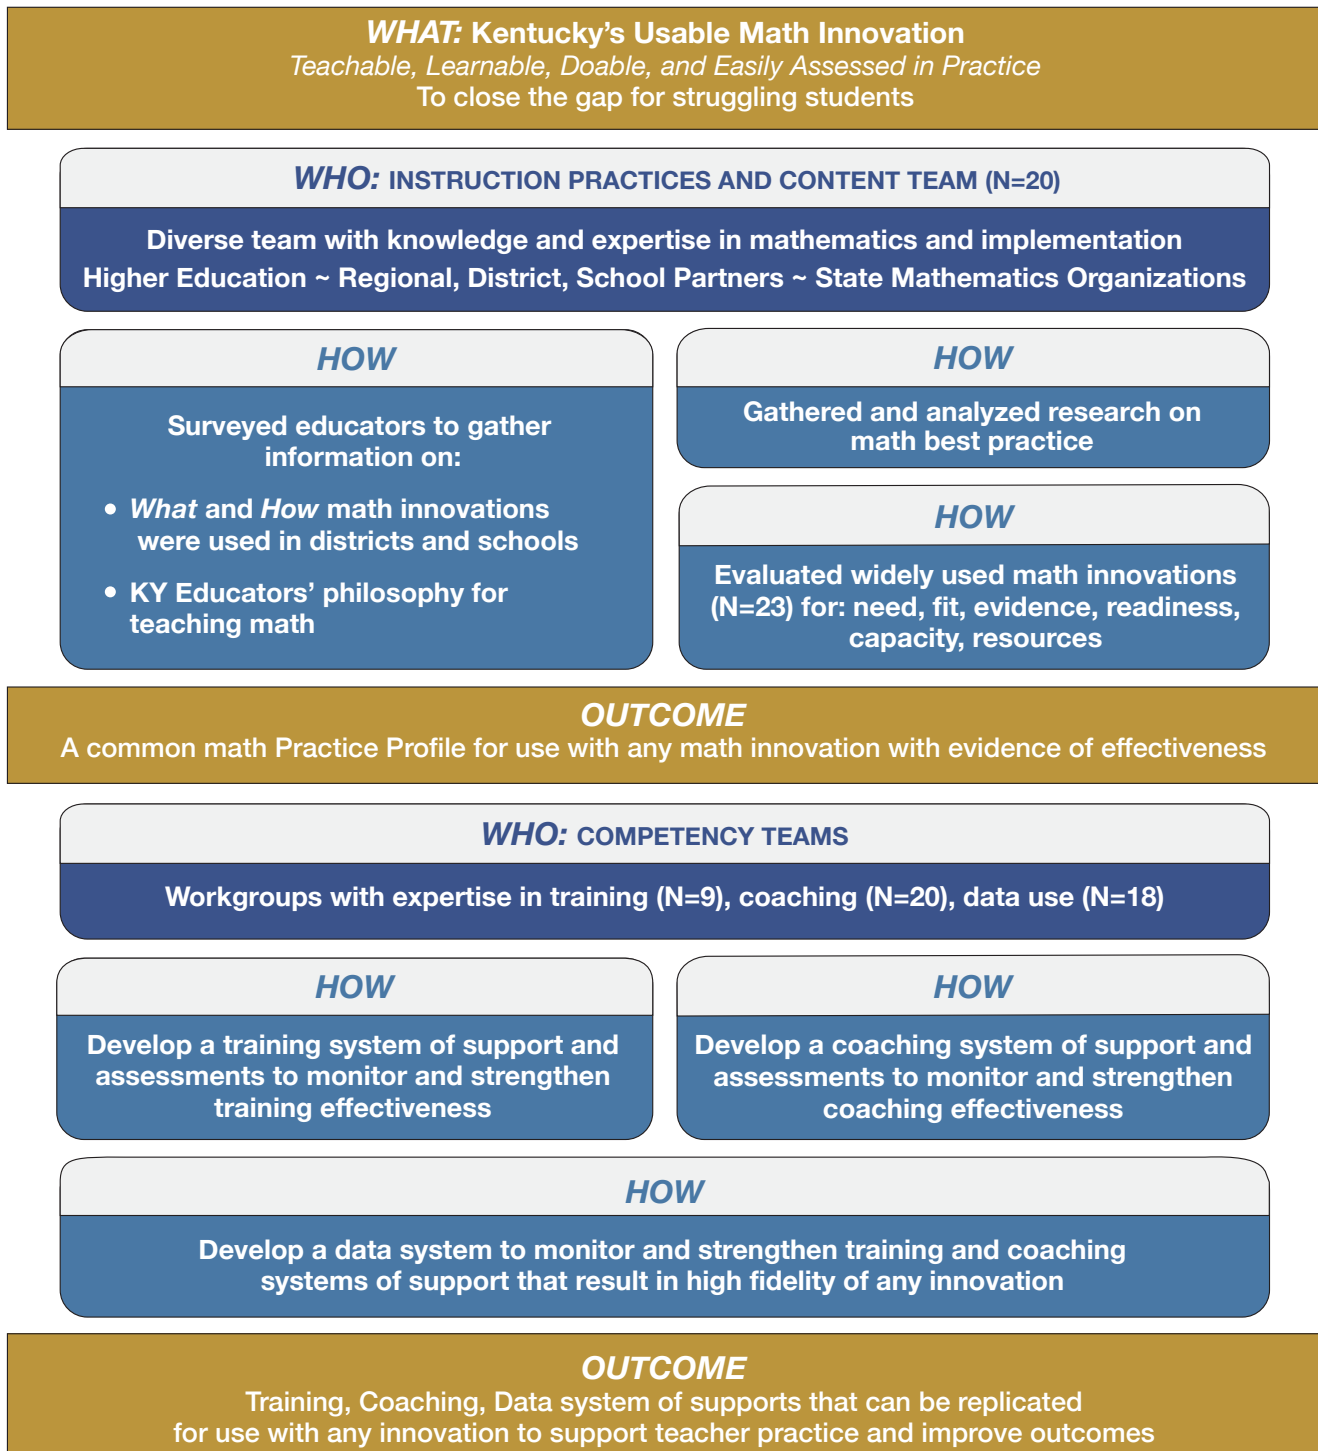 WHAT: Kentucky's Usable Math Innovation
Teachable, Learnable, Doable, and Easily Assessed in Practice
To close the gap for struggling students
WHO: INSTRUCTION PRACTICES AND CONTENT TEAM (N=20)
Diverse team with knowledge and expertise in mathematics and implementation
Higher Education ~ Regional, District, School Partners ~ State Mathematics Organizations
HOW
Surveyed educators to gather
information on:
• What and How math innovations
were used in districts and schools
• KY Educators' philosophy for
teaching math
HOW
Gathered and analyzed research on
math best practice
HOW
Evaluated widely used math innovations
(N=23) for: need, fit, evidence, readiness,
capacity, resources
OUTCOME
A common math Practice Profile for use with any math innovation with evidence of effectiveness
WHO: COMPETENCY TEAMS
Workgroups with expertise in training (N=9), coaching (N=20), data use (N=18)
HOW
Develop a training system of support and
assessments to monitor and strengthen
training effectiveness
HOW
Develop a coaching system of support and
assessments to monitor and strengthen
coaching effectiveness
HOW
Develop a data system to monitor and strengthen training and coaching
systems of support that result in high fidelity of any innovation
OUTCOME
Training, Coaching, Data system of supports that can be replicated
for use with any innovation to support teacher practice and improve outcomes